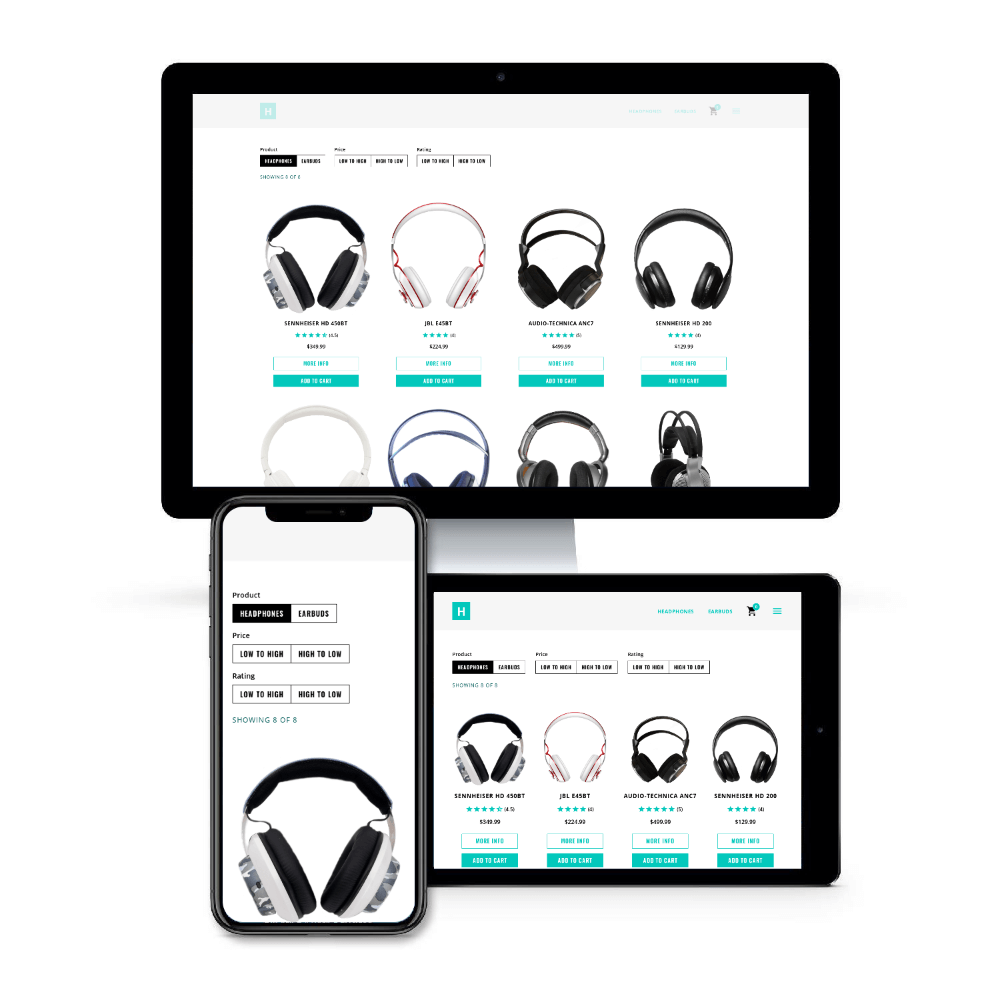 H
HEADPHONES EARBUDS
Product Price Rating
HEADPHONES EARBUDS LOW TO HIGH HIGH TO LOW LOW TO HIGH HIGH TO LOW
SHOWING 8 OF 8
SENNHEISER HD 450BT JBL E45BT AUDIO-TECHNICA ANC7 SENNHEISER HD 200
(4.5) (4) (5) (4)
$349.99 $224.99 $499.99 $129.99
MORE INFO MORE INFO MORE INFO MORE INFO
ADD TO CART ADD TO CART ADD TO CART ADD TO CART
Product
HEADPHONES EARBUDS
Price
LOW TO HIGH HIGH TO LOW
Rating
LOW TO HIGH HIGH TO LOW
SHOWING 8 OF 8
H HEADPHONES EARBUDS
Product Price Rating
HEADPHONES EARBUDS LOW TO HIGH HIGH TO LOW LOW TO HIGH HIGH TO LOW
SHOWING 8 OF 8
SENNHEISER HD 450BT JBL E45BT AUDIO-TECHNICA ANC7 SENNHEISER HD 200
(4.5) (4) (5) (4)
$349.99 $224.99 $499.99 $129.99
MORE INFO MORE INFO MORE INFO MORE INFO
ADD TO CART ADD TO CART ADD TO CART ADD TO CART